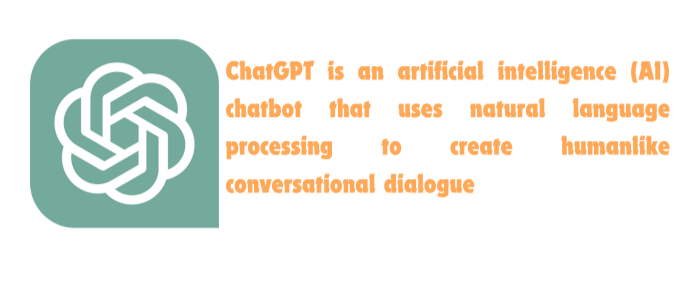 ChatGPT is an artificial intelligence (AI)
chatbot that uses natural language
processing to create humanlike
conversational dialogue